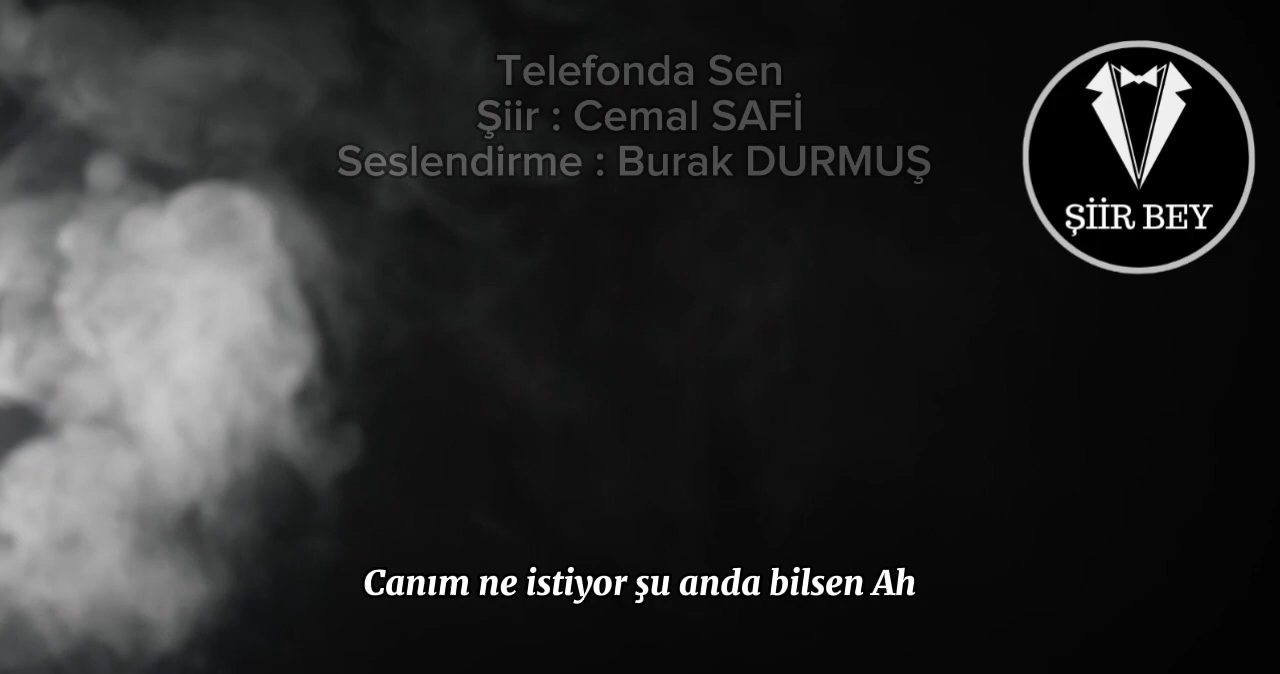 Telefonda Sen
Şiir : Cemal SAFİ
Seslendirme : Burak DURMUŞ
ŞİİR BEY
Canım ne istiyor şu anda bilsen Ah